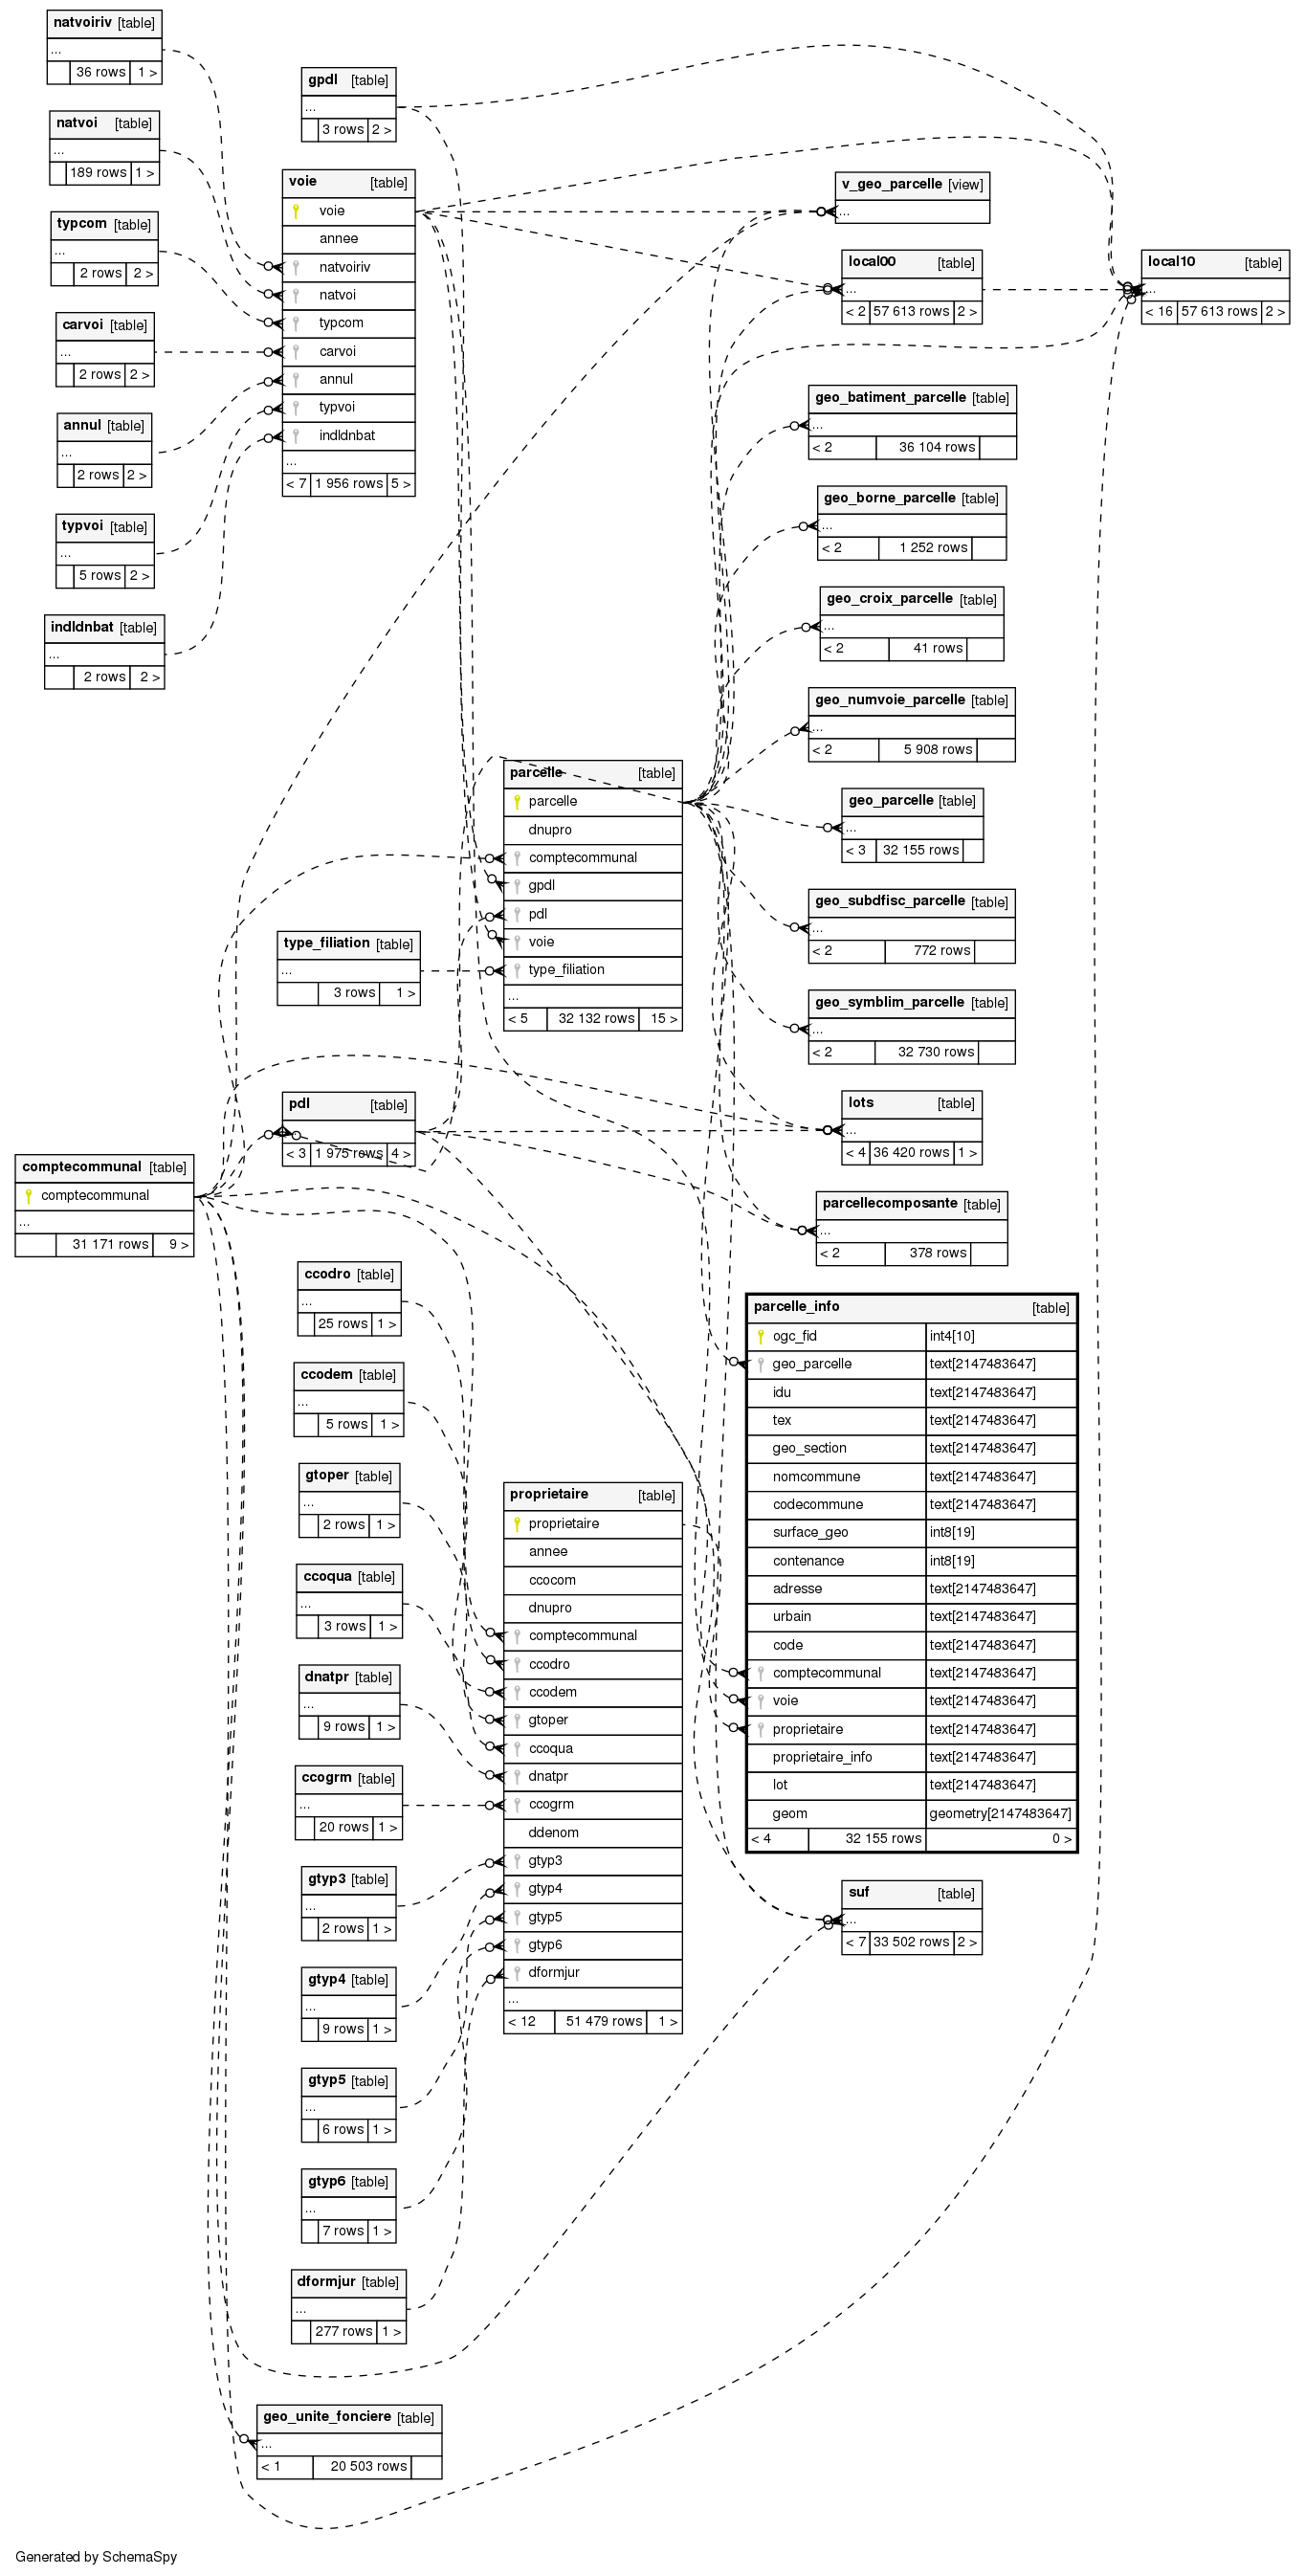 natvoiriv [table]
...
36 rows 1 >
natvoi [table]
...
189 rows 1 >
typcom [table]
...
2 rows 2 >
carvoi [table]
...
2 rows 2 >
annul [table]
...
2 rows 2 >
typvoi [table]
...
5 rows 2 >
indldnbat [table]
...
2 rows 2 >
gpdl [table]
...
3 rows 2 >
voie [table]
voie
annee
natvoiriv
natvoi
typcom
carvoi
annul
typvoi
indldnbat
...
< 7 1 956 rows 5 >
v_geo_parcelle [view]
...
local00 [table]
...
< 2 57 613 rows 2 >
local10 [table]
...
< 16 57 613 rows 2 >
geo_batiment_parcelle [table]
...
< 2 36 104 rows
geo_borne_parcelle [table]
...
< 2 1 252 rows
geo_croix_parcelle [table]
...
< 2 41 rows
geo_numvoie_parcelle [table]
...
< 2 5 908 rows
geo_parcelle [table]
...
< 3 32 155 rows
geo_subdfisc_parcelle [table]
...
< 2 772 rows
geo_symblim_parcelle [table]
...
< 2 32 730 rows
lots [table]
...
< 4 36 420 rows 1 >
parcellecomposante [table]
...
< 2 378 rows
parcelle [table]
parcelle
dnupro
comptecommunal
gpdl
pdl
voie
type_filiation
...
< 5 32 132 rows 15 >
type_filiation [table]
...
3 rows 1 >
pdl [table]
< 3 1 975 rows 4 >
comptecommunal [table]
comptecommunal
...
31 171 rows 9 >
ccodro [table]
...
25 rows 1 >
ccodem [table]
...
5 rows 1 >
gtoper [table]
...
2 rows 1 >
ccoqua [table]
...
3 rows 1 >
dnatpr [table]
...
9 rows 1 >
ccogrm [table]
...
20 rows 1 >
gtyp3 [table]
...
2 rows 1 >
gtyp4 [table]
...
9 rows 1 >
gtyp5 [table]
...
6 rows 1 >
gtyp6 [table]
...
7 rows 1 >
dformjur [table]
...
277 rows 1 >
proprietaire [table]
proprietaire
annee
ccocom
dnupro
comptecommunal
ccodro
ccodem
gtoper
ccoqua
dnatpr
ccogrm
ddenom
gtyp3
gtyp4
gtyp5
gtyp6
dformjur
...
< 12 51 479 rows 1 >
parcelle_info [table]
ogc_fid int4[10]
geo_parcelle text[2147483647]
idu text[2147483647]
tex text[2147483647]
geo_section text[2147483647]
nomcommune text[2147483647]
codecommune text[2147483647]
surface_geo int8[19]
contenance int8[19]
adresse text[2147483647]
urbain text[2147483647]
code text[2147483647]
comptecommunal text[2147483647]
voie text[2147483647]
proprietaire text[2147483647]
proprietaire_info text[2147483647]
lot text[2147483647]
geom geometry[2147483647]
< 4 32 155 rows 0 >
suf [table]
...
< 7 33 502 rows 2 >
geo_unite_fonciere [table]
...
< 1 20 503 rows
Generated by SchemaSpy